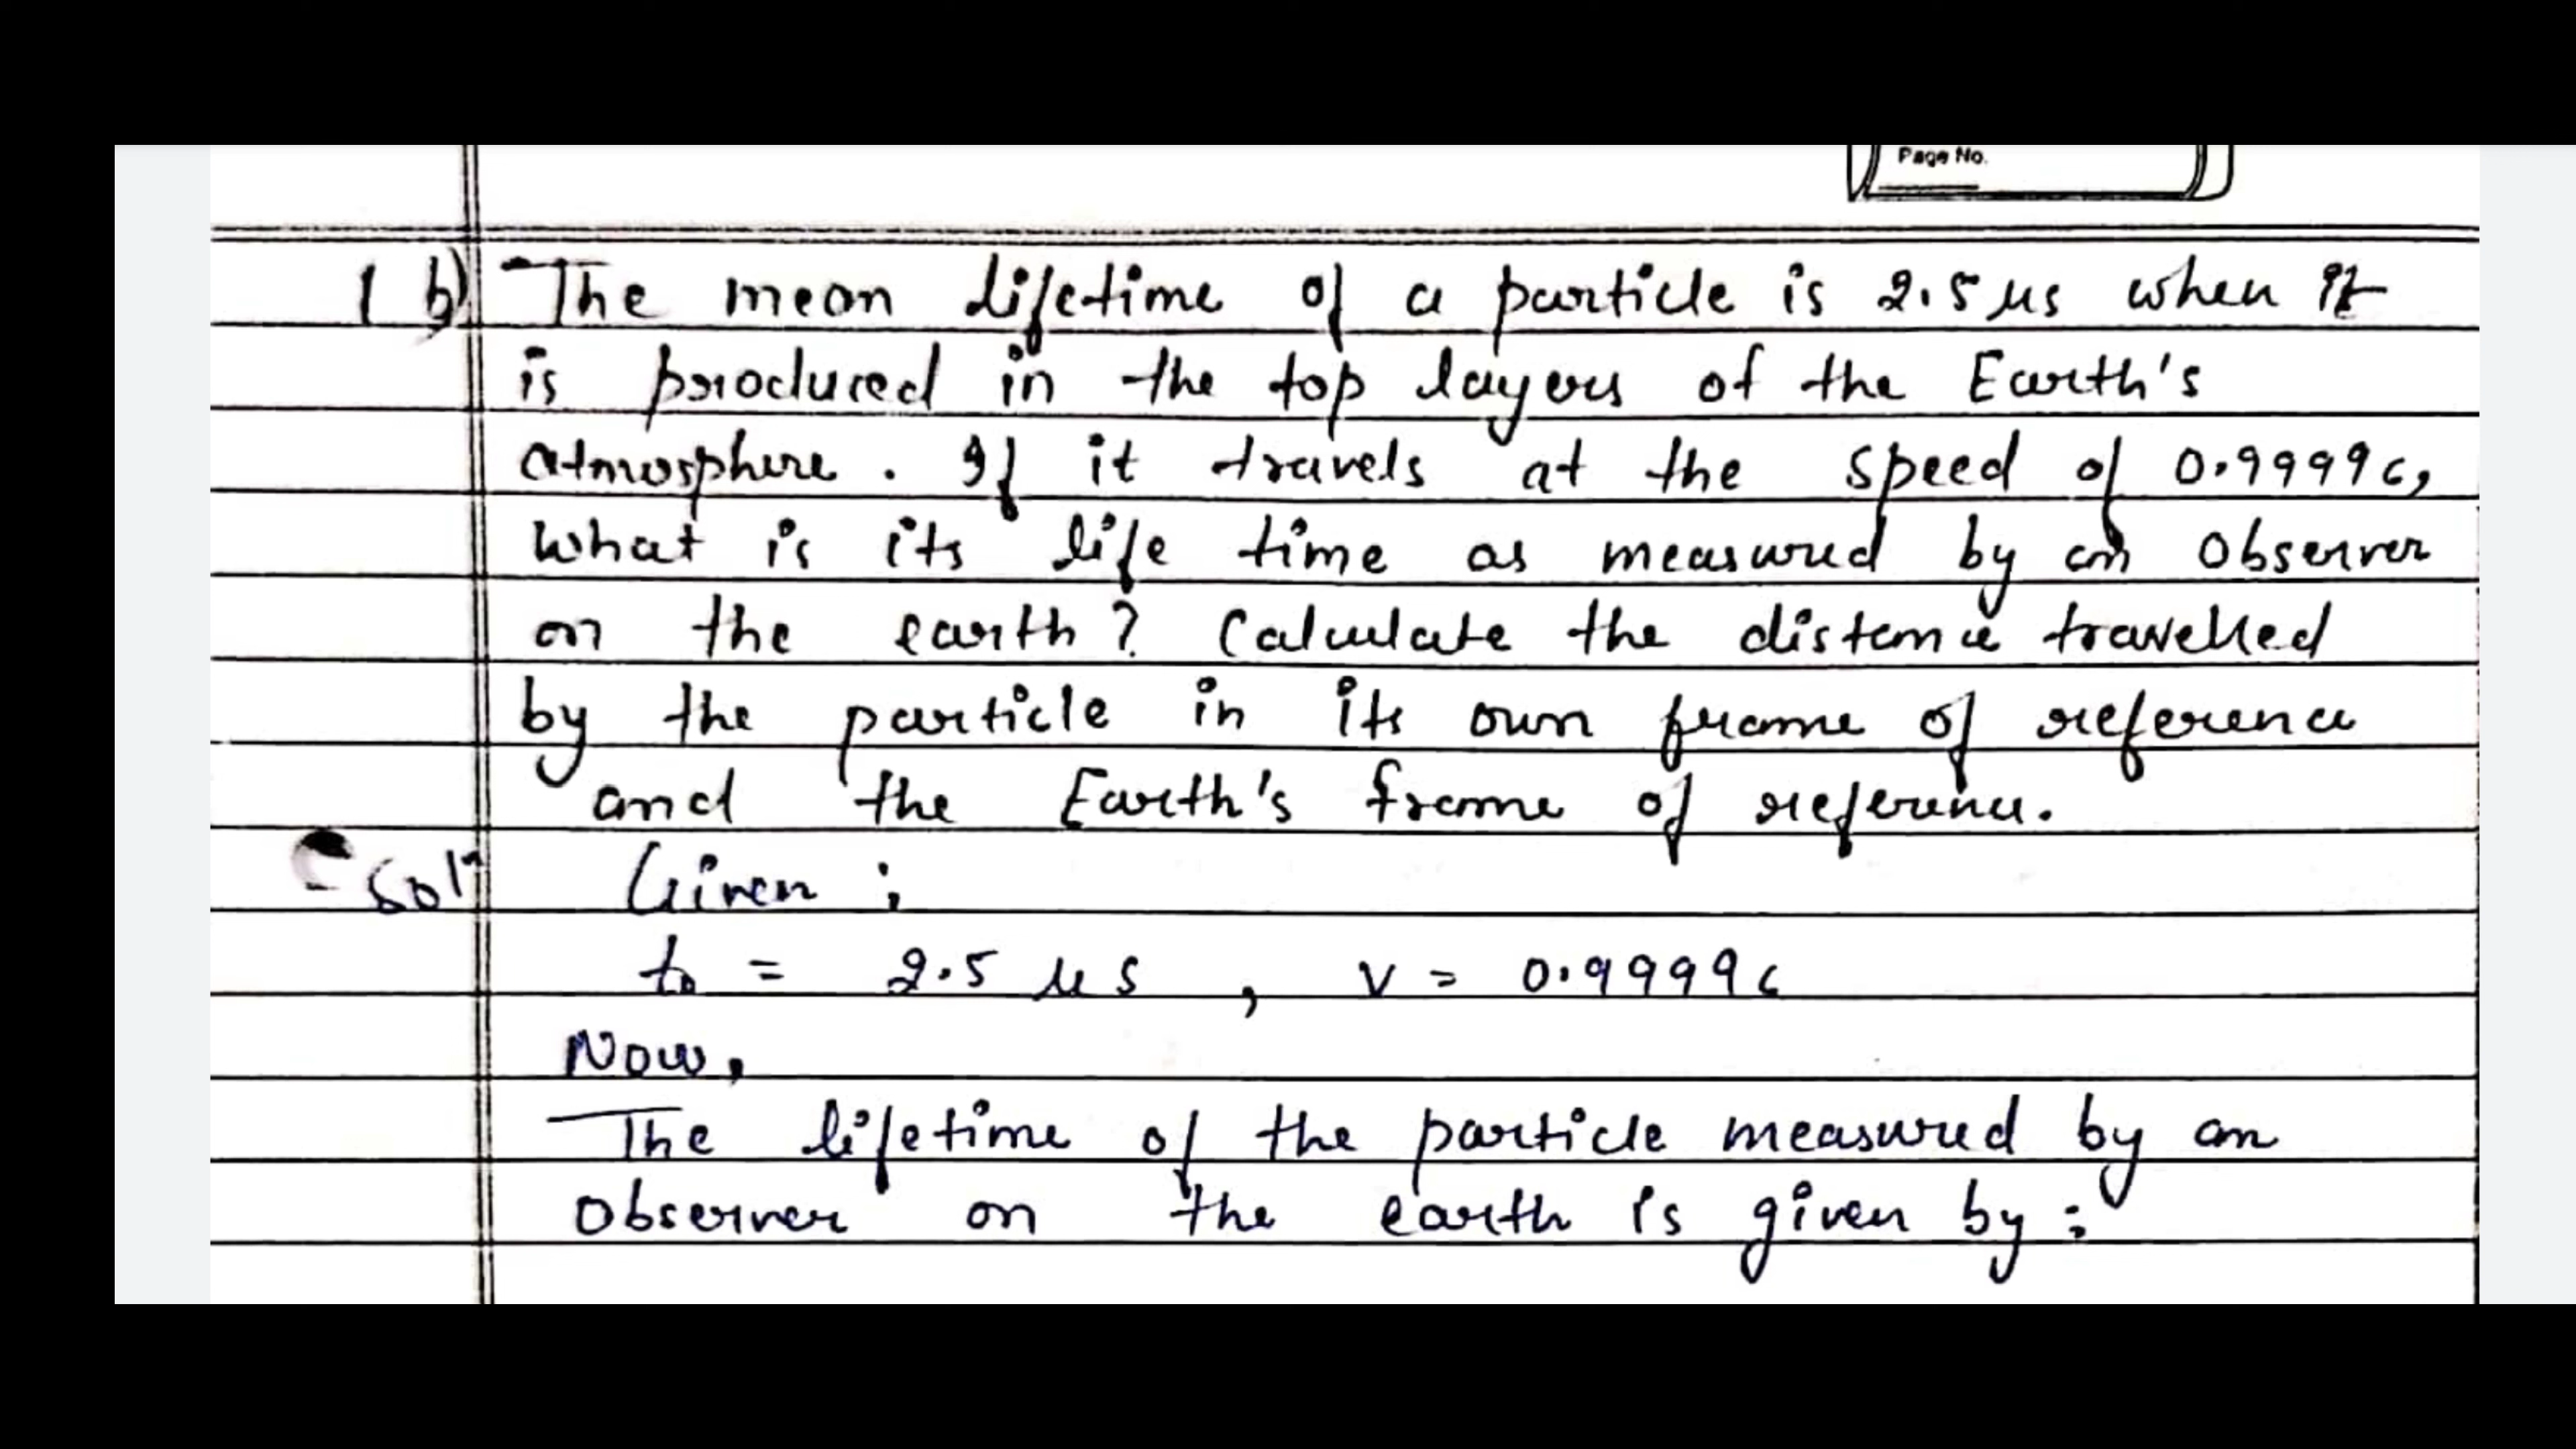 Page No.
1 b) The mean lifetime of a particle is 2.5 μs when it
is produced in the top layers of the Earth's
atmosphere. If it travels at the speed of 0.9999c,
What is its life time as measured by an observer
on the earth? Calculate the distance travelled
by the particle in its own frame of reference
and the Earth's frame of reference.
Solⁿ Given ;
t₀ = 2.5 μs , v = 0.9999c
Now,
The lifetime of the particle measured by an
observer on the earth is given by :